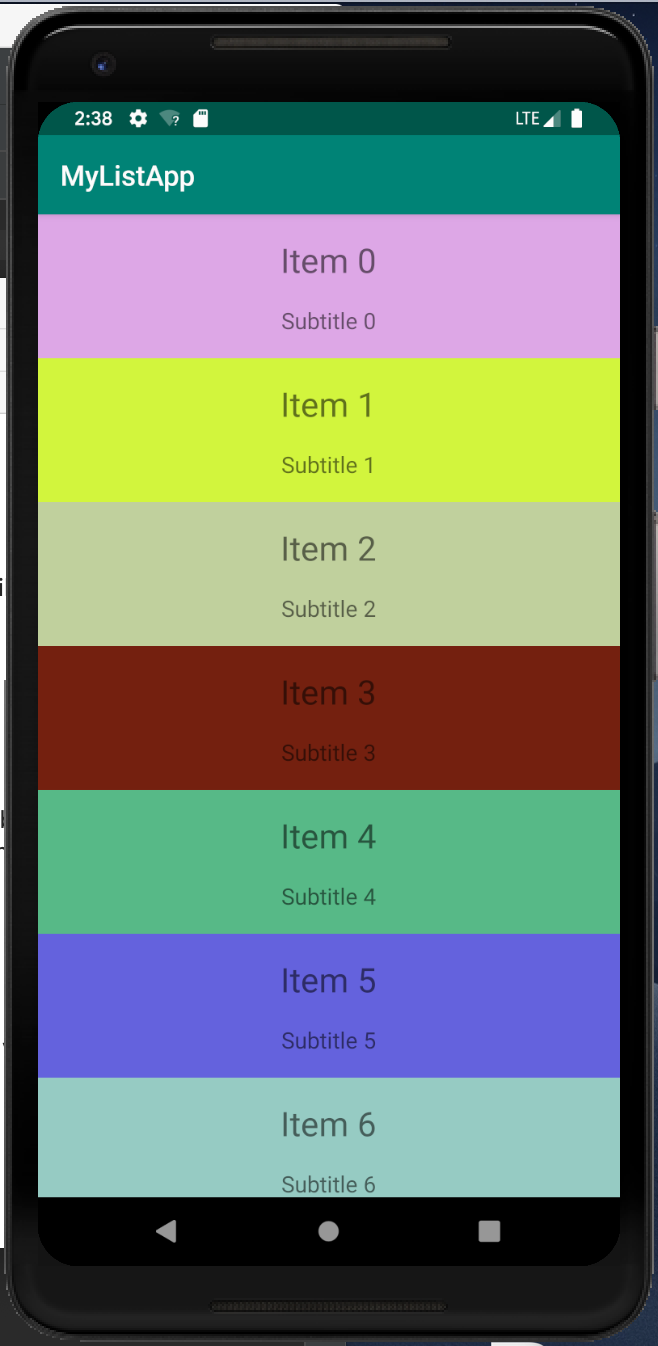 2:38 LTE
MyListApp
Item 0
Subtitle 0
Item 1
Subtitle 1
Item 2
Subtitle 2
Item 3
Subtitle 3
Item 4
Subtitle 4
Item 5
Subtitle 5
Item 6
Subtitle 6